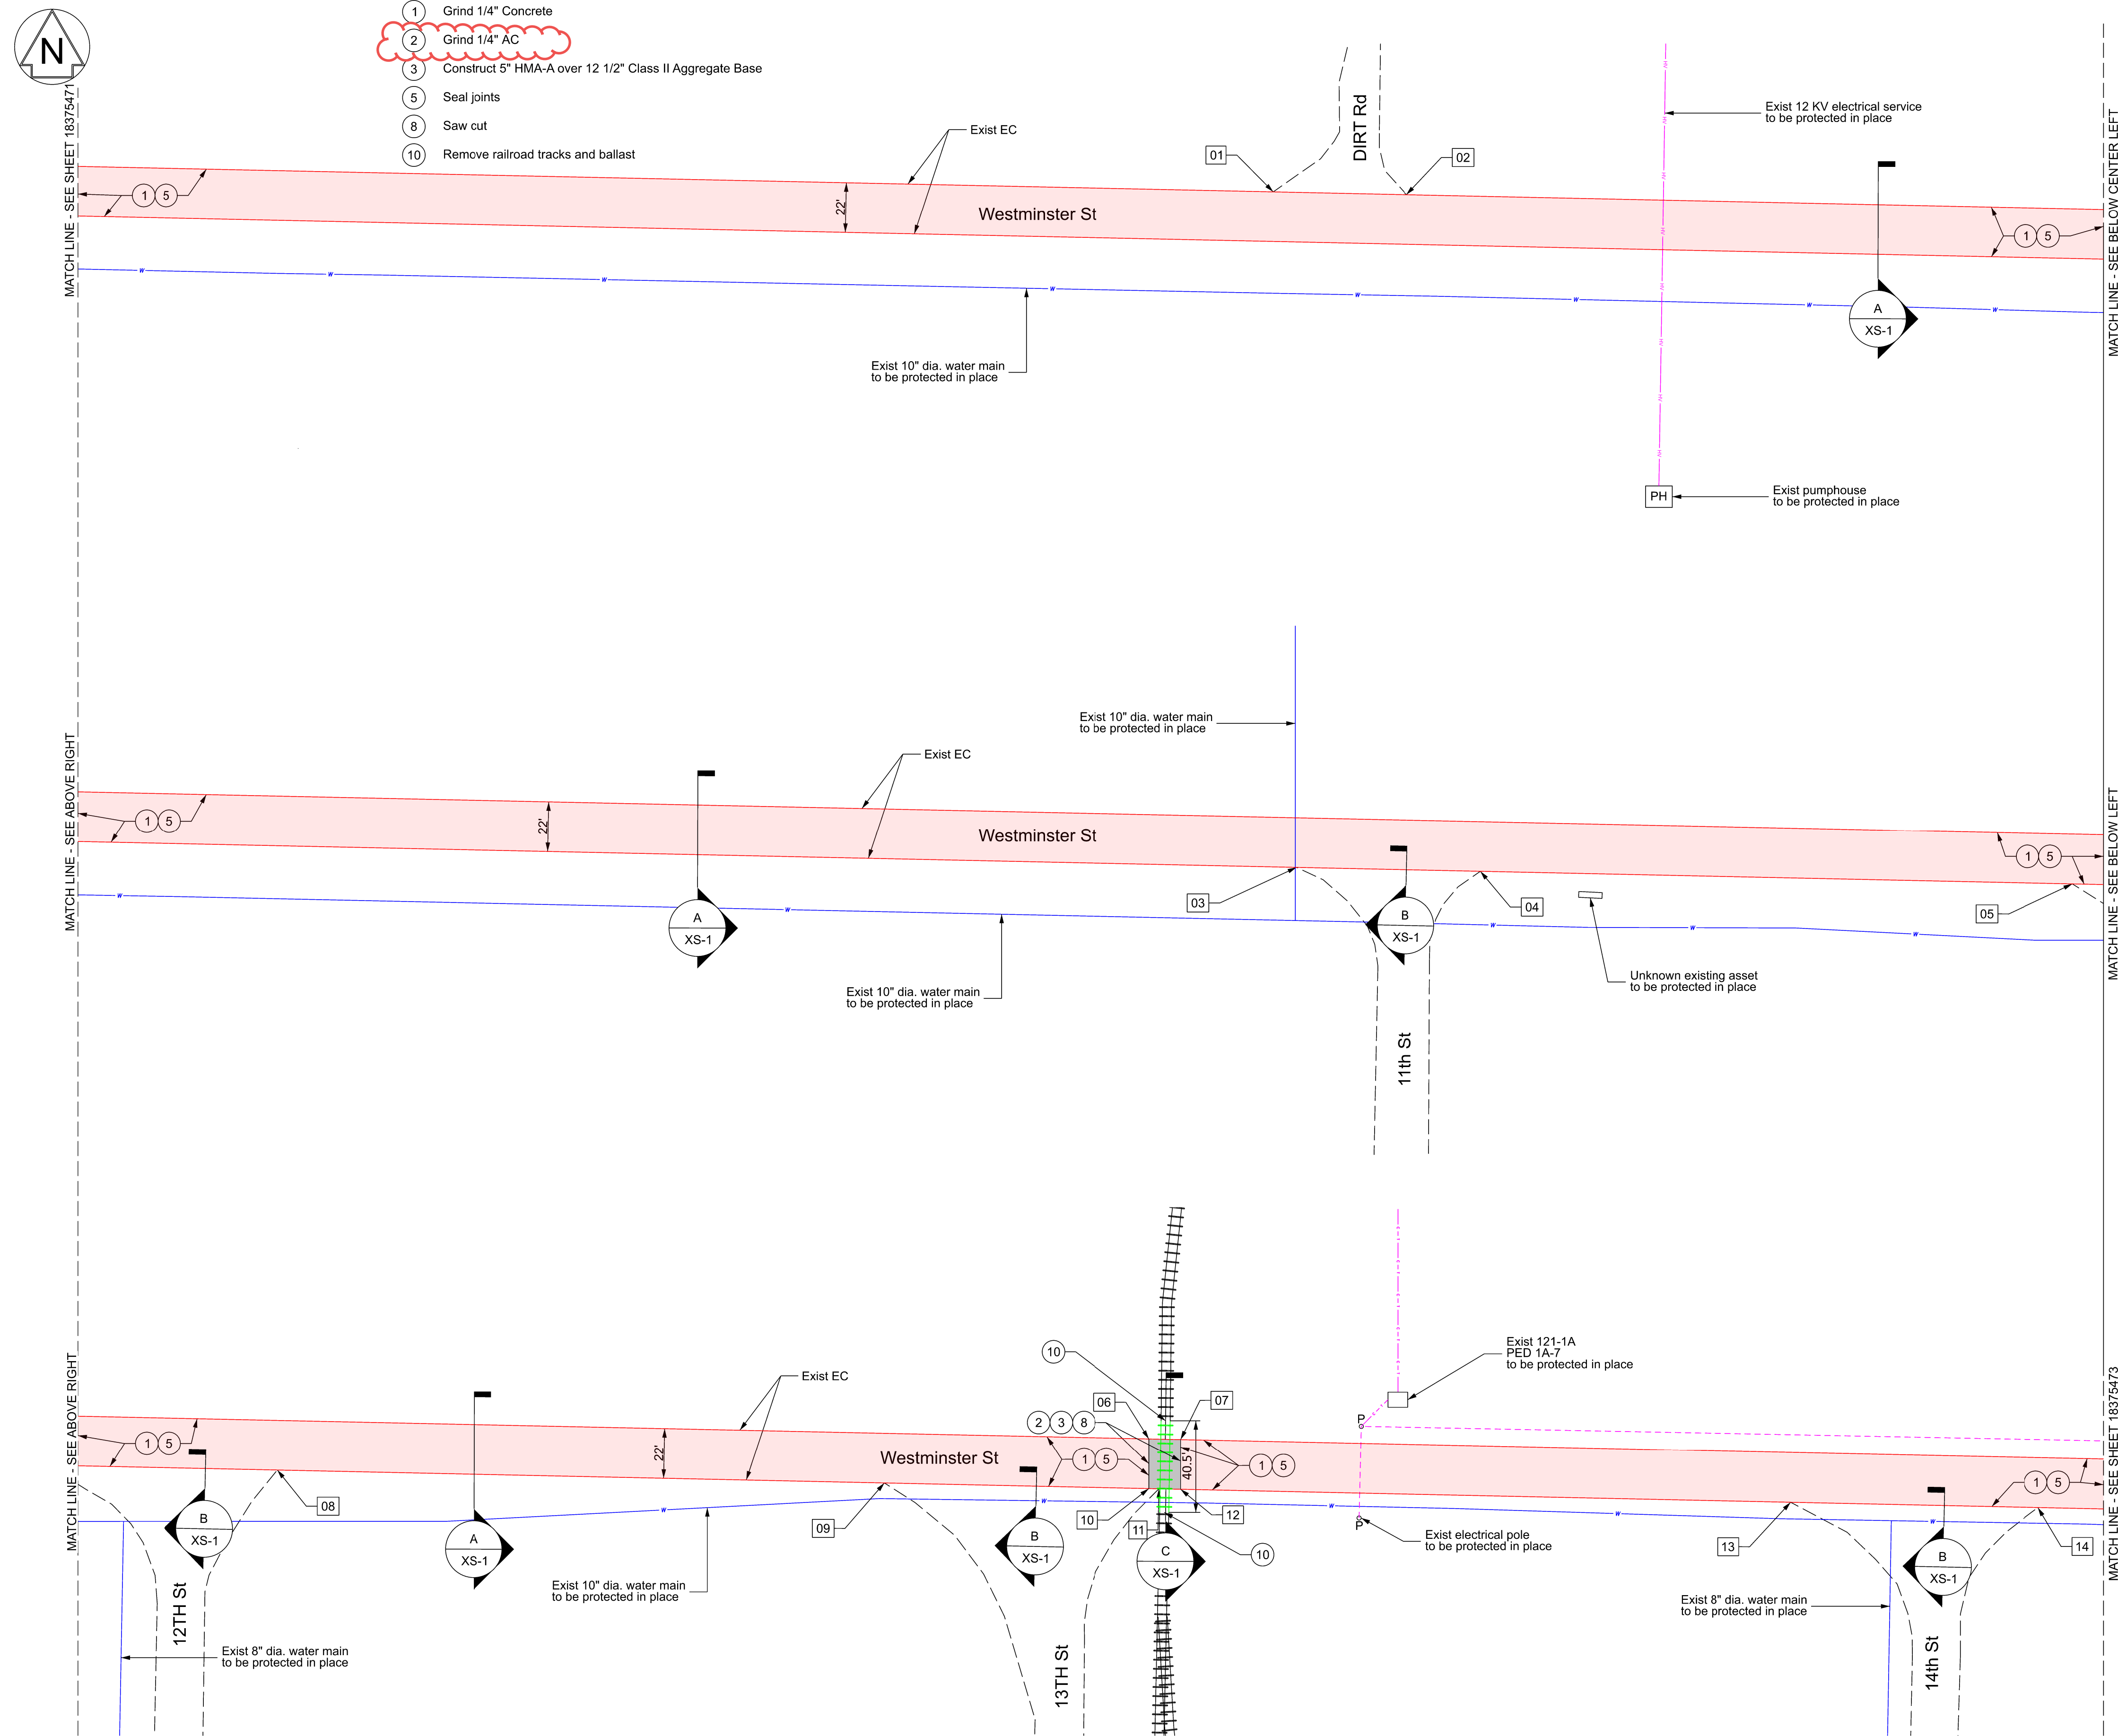 N
1 Grind 1/4" Concrete
2 Grind 1/4" AC
3 Construct 5" HMA-A over 12 1/2" Class II Aggregate Base
5 Seal joints
8 Saw cut
10 Remove railroad tracks and ballast
MATCH LINE - SEE SHEET 18375471
MATCH LINE - SEE BELOW CENTER LEFT
Exist EC
DIRT Rd
01
02
Exist 12 KV electrical service
to be protected in place
1 5
22'
Westminster St
1 5
W W W W W W W W
A
XS-1
Exist 10" dia. water main
to be protected in place
PH
Exist pumphouse
to be protected in place
MATCH LINE - SEE ABOVE RIGHT
MATCH LINE - SEE BELOW LEFT
Exist 10" dia. water main
to be protected in place
Exist EC
1 5
22'
Westminster St
1 5
03
04
05
W W W W W
A
XS-1
B
XS-1
Exist 10" dia. water main
to be protected in place
Unknown existing asset
to be protected in place
11th St
MATCH LINE - SEE ABOVE RIGHT
MATCH LINE - SEE SHEET 18375473
Exist 121-1A
PED 1A-7
to be protected in place
10
Exist EC
06
07
2 3 8
P
1 5
22'
Westminster St
1 5
40.5'
1 5
1 5
08
09
10
11
12
13
14
W W W W W
B
XS-1
A
XS-1
B
XS-1
C
XS-1
10
P
Exist electrical pole
to be protected in place
B
XS-1
Exist 10" dia. water main
to be protected in place
Exist 8" dia. water main
to be protected in place
12TH St
Exist 8" dia. water main
to be protected in place
13TH St
14th St